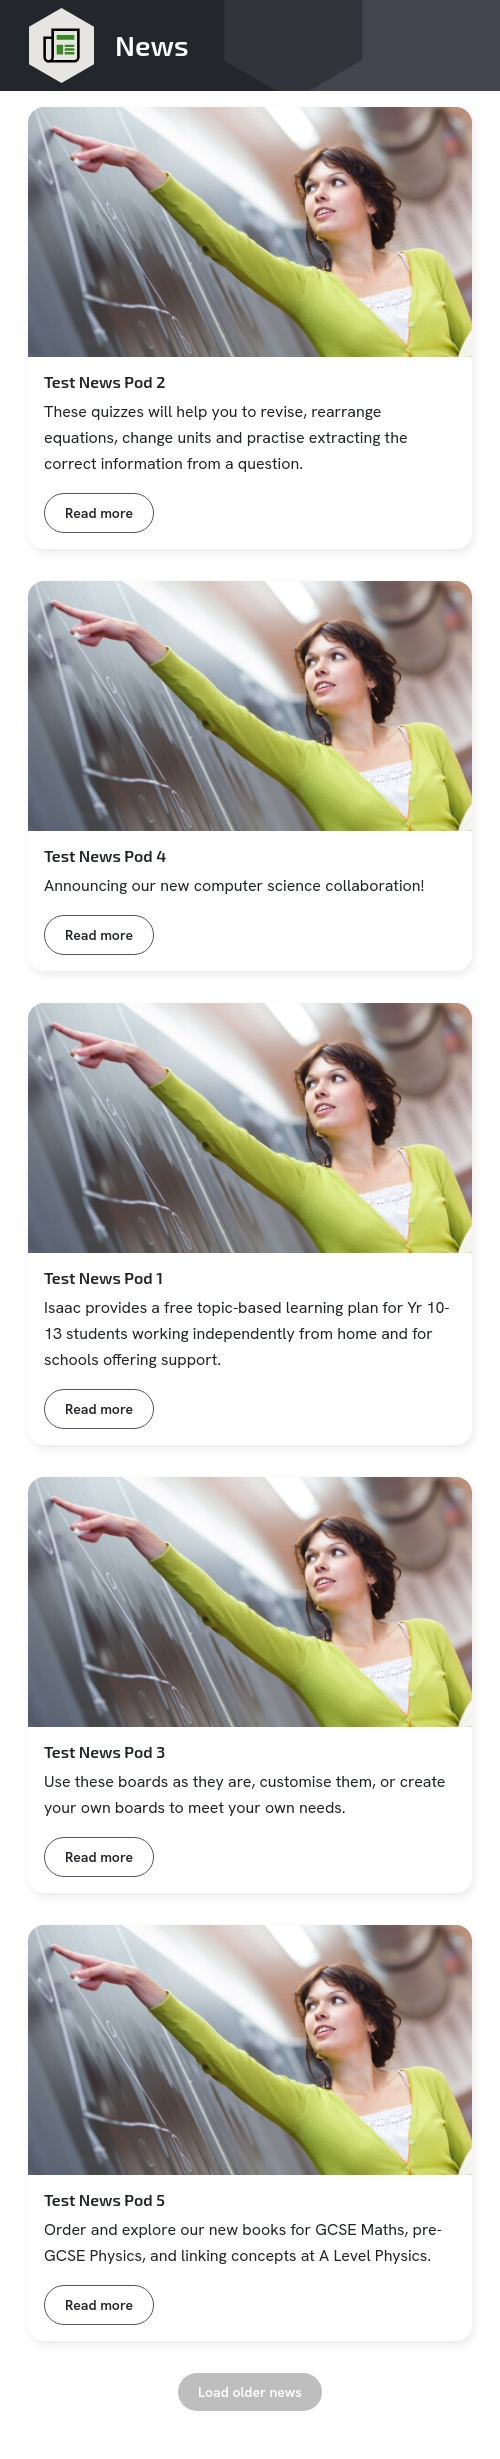 News
Test News Pod 2
These quizzes will help you to revise, rearrange
equations, change units and practise extracting the
correct information from a question.
Read more
Test News Pod 4
Announcing our new computer science collaboration!
Read more
Test News Pod 1
Isaac provides a free topic-based learning plan for Yr 10-
13 students working independently from home and for
schools offering support.
Read more
Test News Pod 3
Use these boards as they are, customise them, or create
your own boards to meet your own needs.
Read more
Test News Pod 5
Order and explore our new books for GCSE Maths, pre-
GCSE Physics, and linking concepts at A Level Physics.
Read more
Load older news